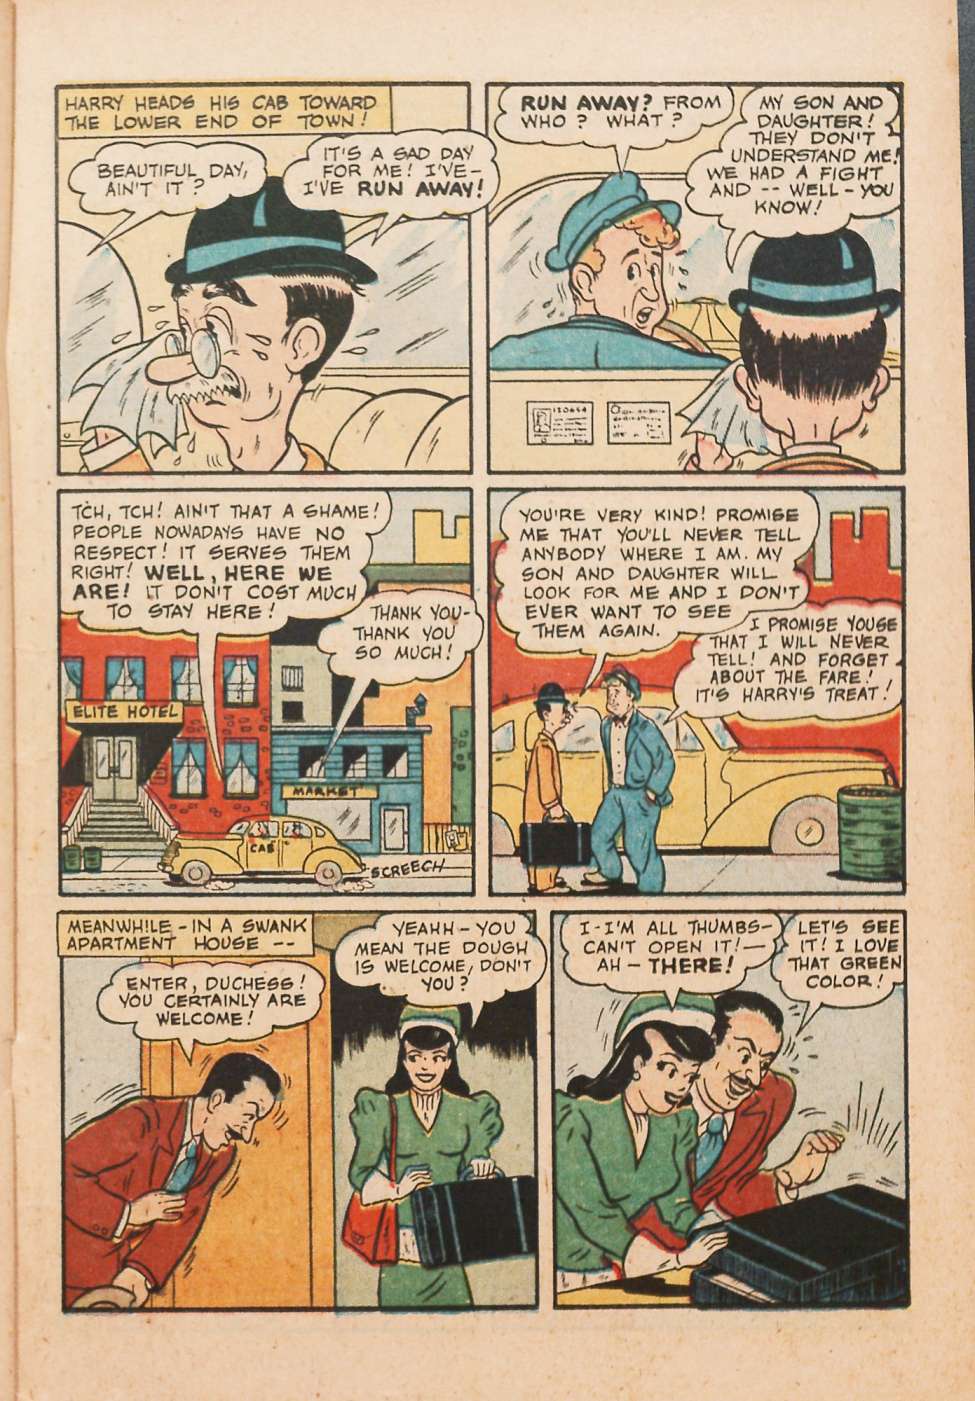 HARRY HEADS HIS CAB TOWARD
THE LOWER END OF TOWN!
BEAUTIFUL DAY,
AIN'T IT?
IT'S A SAD DAY
FOR ME! I'VE-
I'VE RUN AWAY!
RUN AWAY? FROM
WHO? WHAT?
MY SON AND
DAUGHTER!
THEY DON'T
UNDERSTAND ME!
WE HAD A FIGHT
AND -- WELL - YOU
KNOW!
120654
TCH, TCH! AIN'T THAT A SHAME!
PEOPLE NOWADAYS HAVE NO
RESPECT! IT SERVES THEM
RIGHT! WELL, HERE WE
ARE! IT DON'T COST MUCH
TO STAY HERE!
THANK YOU-
THANK YOU
SO MUCH!
ELITE HOTEL
MARKET
CAB
SCREECH
YOU'RE VERY KIND! PROMISE
ME THAT YOU'LL NEVER TELL
ANYBODY WHERE I AM. MY
SON AND DAUGHTER WILL
LOOK FOR ME AND I DON'T
EVER WANT TO SEE
THEM AGAIN.
I PROMISE YOUSE
THAT I WILL NEVER
TELL! AND FORGET
ABOUT THE FARE!
IT'S HARRY'S TREAT!
MEANWHILE - IN A SWANK
APARTMENT HOUSE --
ENTER, DUCHESS!
YOU CERTAINLY ARE
WELCOME!
YEAHH - YOU
MEAN THE DOUGH
IS WELCOME, DON'T
YOU?
I-I'M ALL THUMBS-
CAN'T OPEN IT!-
AH - THERE!
LET'S SEE
IT! I LOVE
THAT GREEN
COLOR!